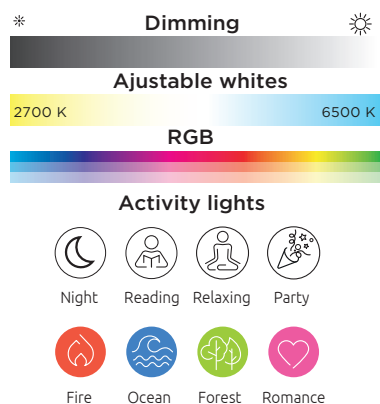 Dimming
Ajustable whites
2700 K 6500 K
RGB
Activity lights
Night Reading Relaxing Party
Fire Ocean Forest Romance